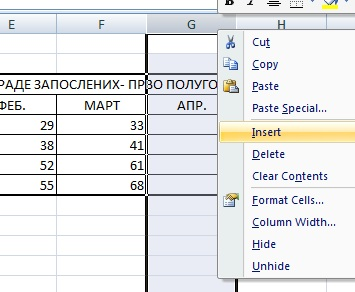 B I
E F G H
РАДЕ ЗАПОСЛЕНИХ- ПРВО ПОЛУГО
ФЕБ. МАРТ АПР.
29 33
38 41
52 61
55 68
Cut
Copy
Paste
Paste Special...
Insert
Delete
Clear Contents
Format Cells...
Column Width...
Hide
Unhide